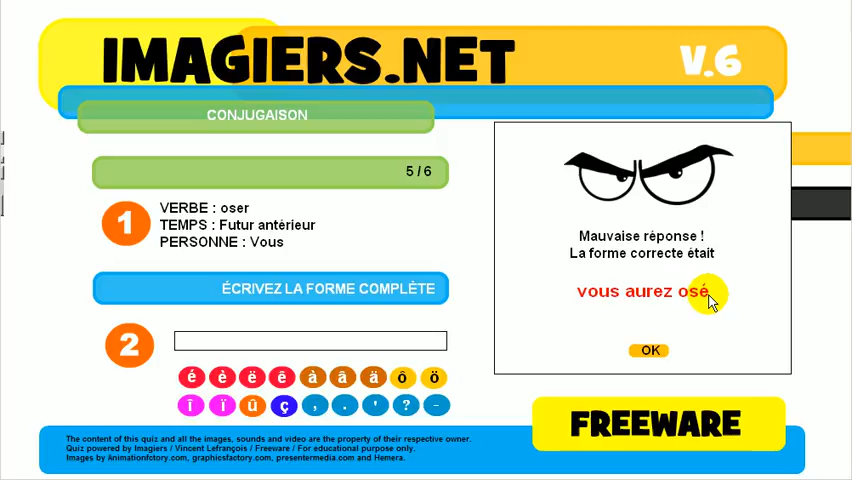 IMAGIERS.NET
V.6
CONJUGAISON
5 / 6
1
VERBE : oser
TEMPS : Futur antérieur
PERSONNE : Vous
Mauvaise réponse !
La forme correcte était
vous aurez osé
OK
ÉCRIVEZ LA FORME COMPLÈTE
2
é è ë ê à â ä ô ö
î ï û ç , . ' ? -
FREEWARE
The content of this quiz and all the images, sounds and video are the property of their respective owner.
Quiz powered by Imagiers / Vincent Lefrançois / Freeware / For educational purpose only.
Images by Animationfctory.com, graphicsfactory.com, presentermedia.com and Hemera.